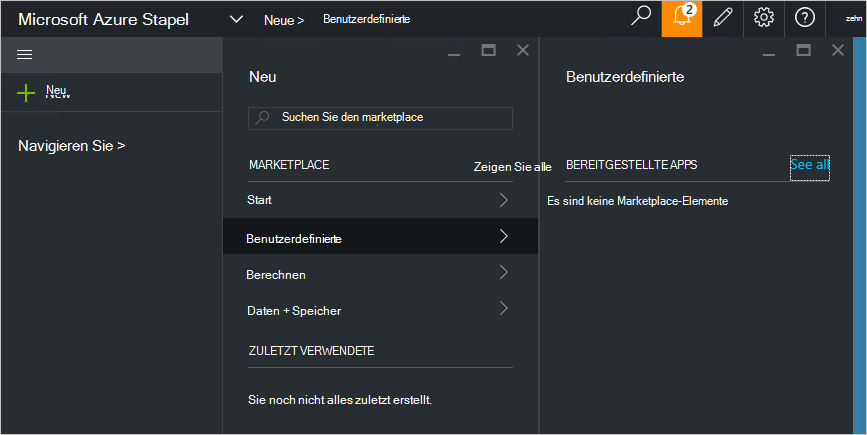 Microsoft Azure Stapel
Neue >
Benutzerdefinierte
2
zehn
Neu
New
Navigieren Sie >
Neu
Suchen Sie den marketplace
MARKETPLACE
Zeigen Sie alle
Start
Benutzerdefinierte
Berechnen
Daten + Speicher
ZULETZT VERWENDETE
Sie noch nicht alles zuletzt erstellt.
Benutzerdefinierte
BEREITGESTELLTE APPS
See all
Es sind keine Marketplace-Elemente